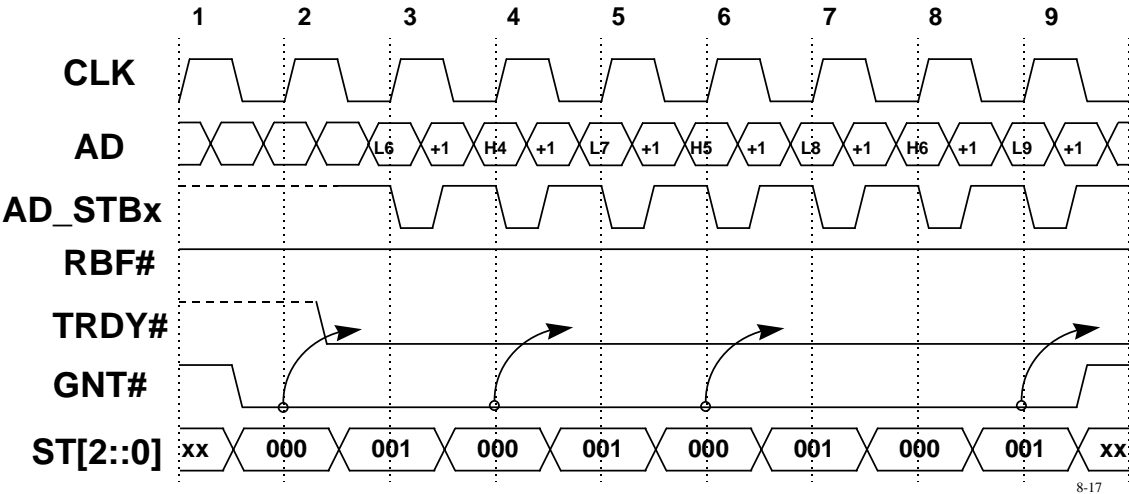 1 2 3 4 5 6 7 8 9
CLK
AD L6 +1 H4 +1 L7 +1 H5 +1 L8 +1 H6 +1 L9 +1
AD_STBx
RBF#
TRDY#
GNT#
ST[2::0] xx 000 001 000 001 000 001 000 001 xx
8-17